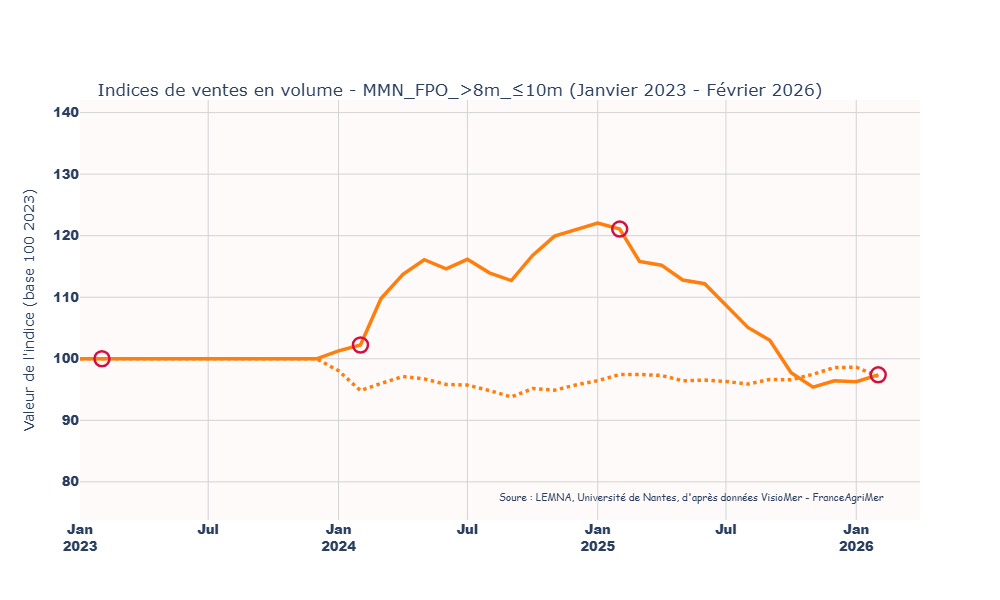 Indices de ventes en volume - MMN_FPO_>8m_≤10m (Janvier 2023 - Février 2026)
Valeur de l'indice (base 100 2023)
140
130
120
110
100
90
80
Soure : LEMNA, Université de Nantes, d'après données VisioMer - FranceAgriMer
Jan Jul Jan Jul Jan Jul Jan
2023 2024 2025 2026